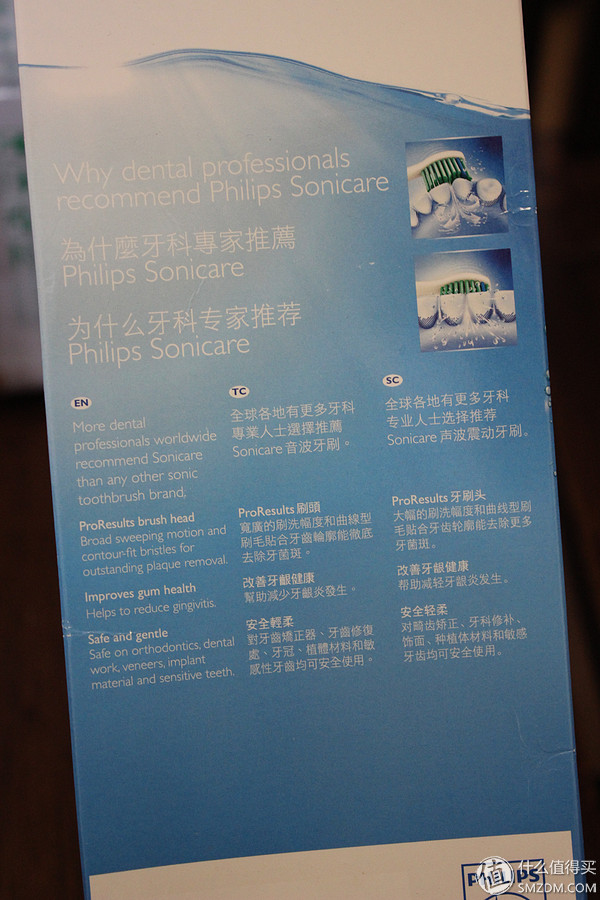 Why dental professionals
recommend Philips Sonicare
為什麼牙科專家推薦
Philips Sonicare
为什么牙科专家推荐
Philips Sonicare
EN
More dental
professionals worldwide
recommend Sonicare
than any other sonic
toothbrush brand.
ProResults brush head
Broad sweeping motion and
contour-fit bristles for
outstanding plaque removal.
Improves gum health
Helps to reduce gingivitis.
Safe and gentle
Safe on orthodontics, dental
work, veneers, implant
material and sensitive teeth.
TC
全球各地有更多牙科
專業人士選擇推薦
Sonicare 音波牙刷。
ProResults 刷頭
寬廣的刷洗幅度和曲線型
刷毛貼合牙齒輪廓能徹底
去除牙菌斑。
改善牙齦健康
幫助減少牙齦炎發生。
安全輕柔
對牙齒矯正器、牙齒修復
處、牙冠、植體材料和敏
感性牙齒均可安全使用。
SC
全球各地有更多牙科
专业人士选择推荐
Sonicare 声波震动牙刷。
ProResults 牙刷头
大幅的刷洗幅度和曲线型刷
毛贴合牙齿轮廓能去除更多
牙菌斑。
改善牙龈健康
帮助减轻牙龈炎发生。
安全轻柔
对畸齿矫正、牙科修补、
饰面、种植体材料和敏感
牙齿均可安全使用。
PHILIPS
值 什么值得买
SMZDM.COM